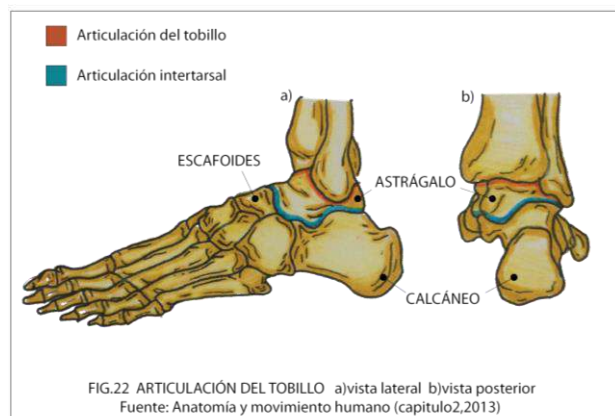 Articulación del tobillo
Articulación intertarsal
a)
b)
ESCAFOIDES
ASTRÁGALO
CALCÁNEO
FIG.22 ARTICULACIÓN DEL TOBILLO a)vista lateral b)vista posterior
Fuente: Anatomía y movimiento humano (capitulo2,2013)